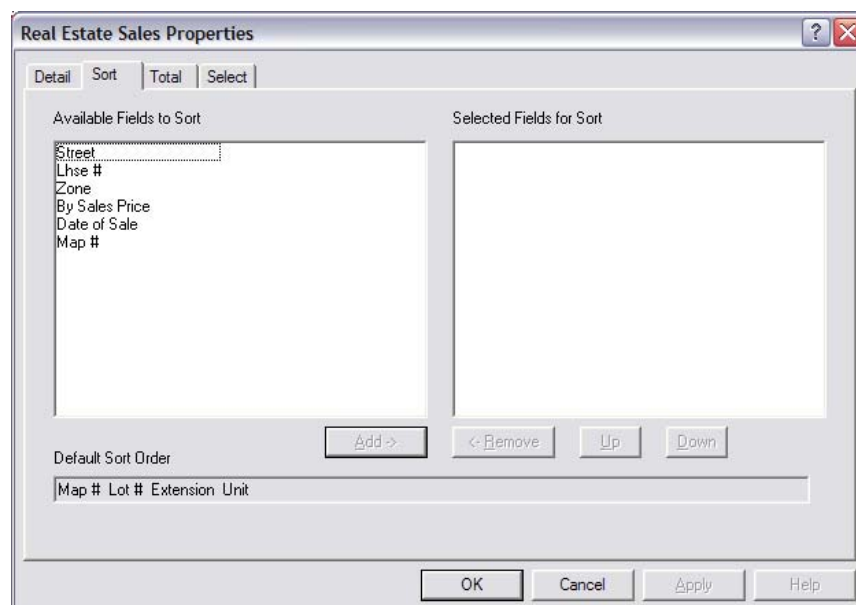 Real Estate Sales Properties
?
Detail Sort Total Select
Available Fields to Sort Selected Fields for Sort
Street
Lhse #
Zone
By Sales Price
Date of Sale
Map #
Add -> <- Remove Up Down
Default Sort Order
Map # Lot # Extension Unit
OK Cancel Apply Help